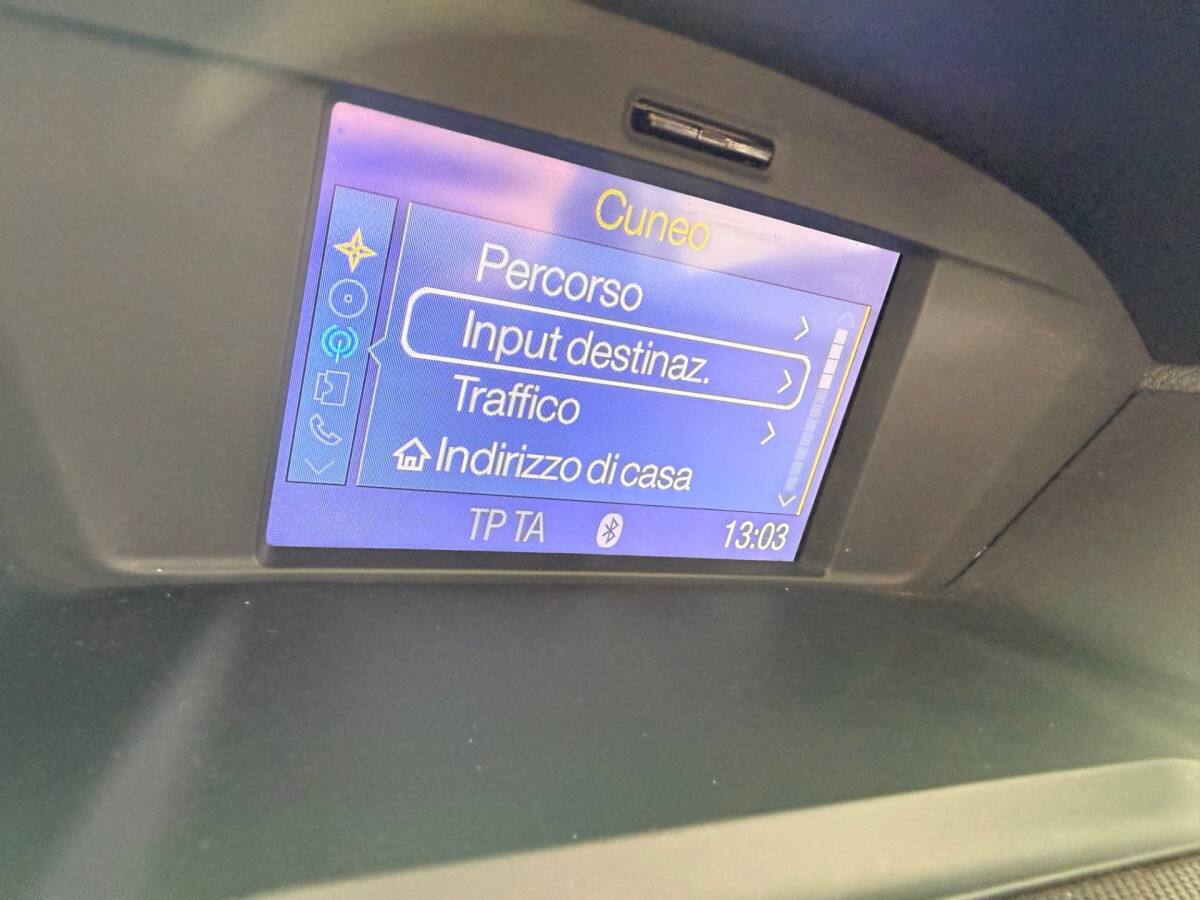 Cuneo
Percorso
Input destinaz.
Traffico
Indirizzo di casa
TP TA 13:03